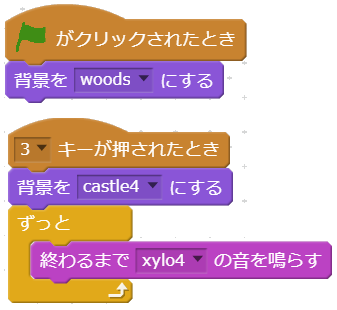 がクリックされたとき
背景を woods にする
3 キーが押されたとき
背景を castle4 にする
ずっと
終わるまで xylo4 の音を鳴らす